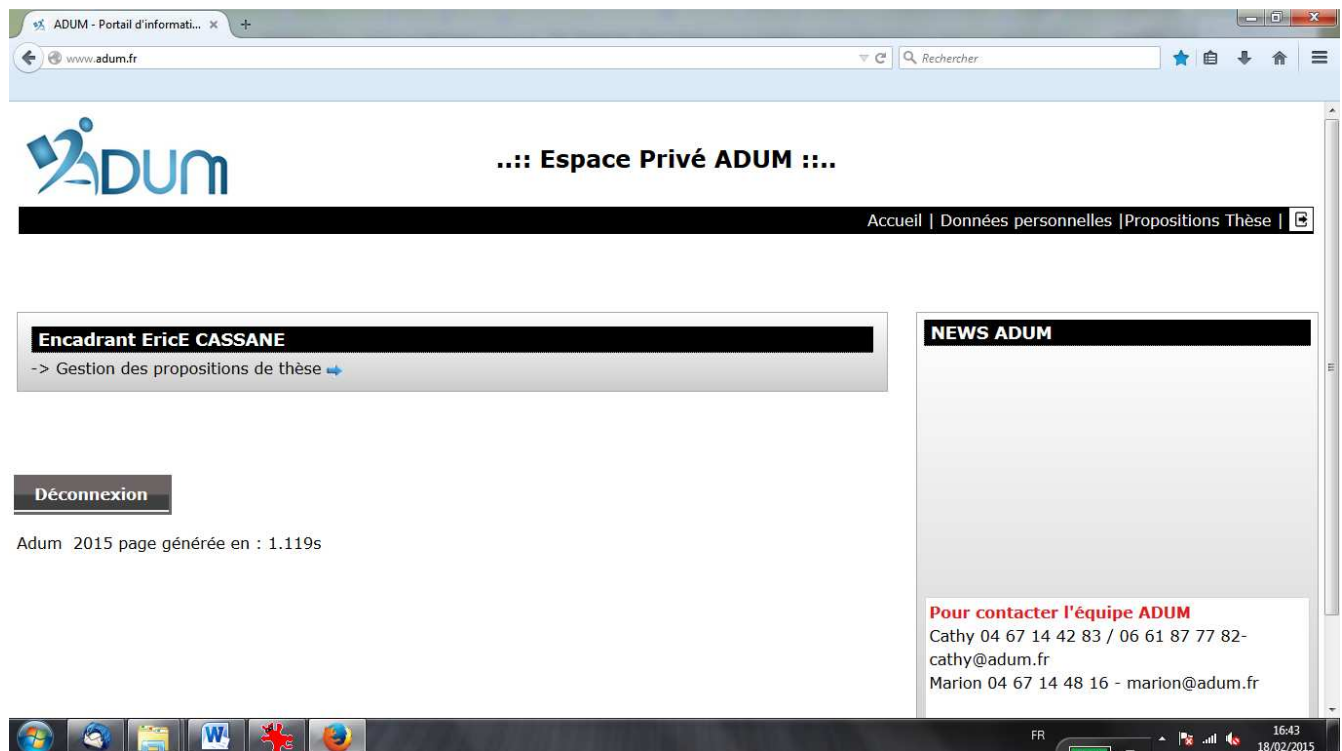 ADUM - Portail d'informati...
www.adum.fr
Rechercher
ADUM
..:: Espace Privé ADUM ::..
Accueil | Données personnelles |Propositions Thèse |
Encadrant EricE CASSANE
-> Gestion des propositions de thèse
Déconnexion
Adum 2015 page générée en : 1.119s
NEWS ADUM
Pour contacter l'équipe ADUM
Cathy 04 67 14 42 83 / 06 61 87 77 82-
cathy@adum.fr
Marion 04 67 14 48 16 - marion@adum.fr
FR
16:43
18/02/2015